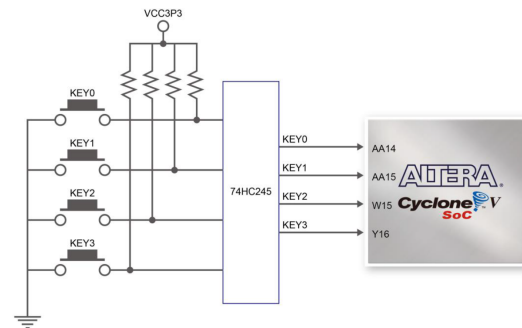 VCC3P3
KEY0
KEY1
KEY2
KEY3
74HC245
KEY0
KEY1
KEY2
KEY3
AA14
AA15
W15
Y16
ALTERA®
Cyclone V
SoC